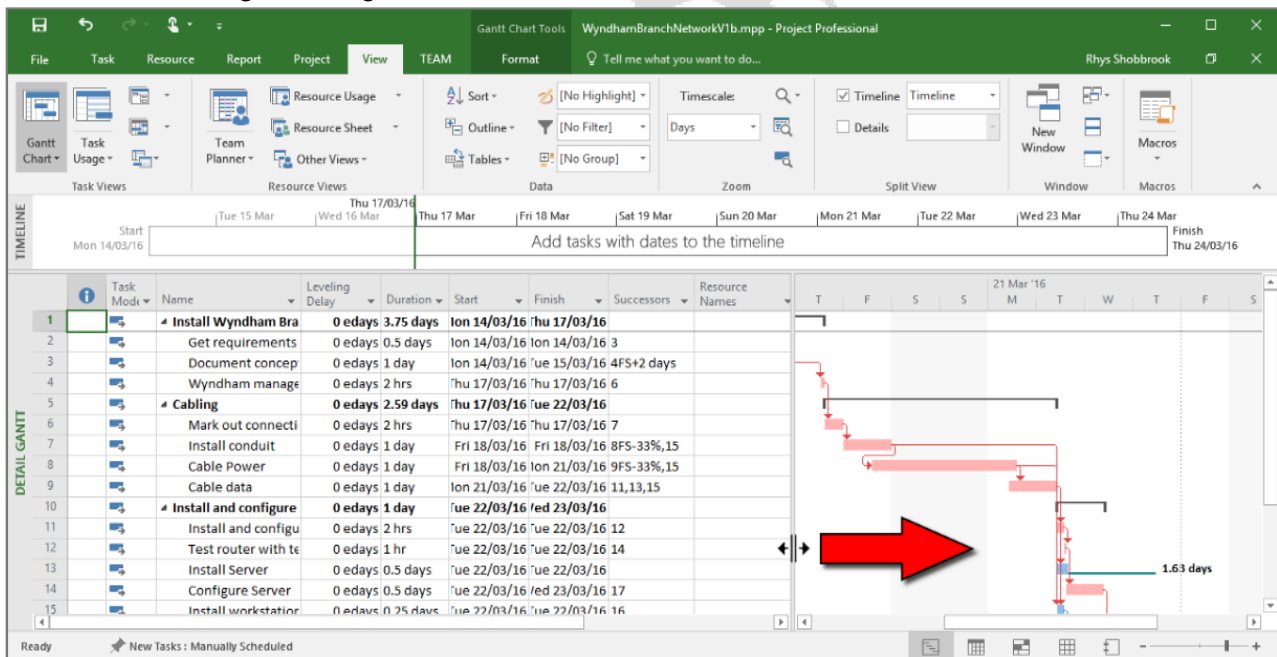 Gantt Chart Tools WyndhamBranchNetworkV1b.mpp - Project Professional
File Task Resource Report Project View TEAM Format Tell me what you want to do... Rhys Shobbrook
Resource Usage Sort [No Highlight] Timescale: Timeline Timeline
Resource Sheet Outline [No Filter] Days Details
Gantt Chart Task Usage Team Planner Other Views Tables [No Group] New Window Macros
Task Views Resource Views Data Zoom Split View Window Macros
Thu 17/03/16
TIMELINE
Tue 15 Mar Wed 16 Mar Thu 17 Mar Fri 18 Mar Sat 19 Mar Sun 20 Mar Mon 21 Mar Tue 22 Mar Wed 23 Mar Thu 24 Mar
Start
Mon 14/03/16
Add tasks with dates to the timeline
Finish
Thu 24/03/16
DETAIL GANTT
Task Mode Name Leveling Delay Duration Start Finish Successors Resource Names
21 Mar '16
T F S S M T W T F S
1 Install Wyndham Bra 0 edays 3.75 days Ion 14/03/16 Thu 17/03/16
2 Get requirements 0 edays 0.5 days Ion 14/03/16 Ion 14/03/16 3
3 Document concep 0 edays 1 day Ion 14/03/16 Tue 15/03/16 4FS+2 days
4 Wyndham manage 0 edays 2 hrs Thu 17/03/16 Thu 17/03/16 6
5 Cabling 0 edays 2.59 days Thu 17/03/16 Tue 22/03/16
6 Mark out connecti 0 edays 2 hrs Thu 17/03/16 Thu 17/03/16 7
7 Install conduit 0 edays 1 day Fri 18/03/16 Fri 18/03/16 8FS-33%,15
8 Cable Power 0 edays 1 day Fri 18/03/16 Ion 21/03/16 9FS-33%,15
9 Cable data 0 edays 1 day Ion 21/03/16 Tue 22/03/16 11,13,15
10 Install and configure 0 edays 1 day Tue 22/03/16 Wed 23/03/16
11 Install and configu 0 edays 2 hrs Tue 22/03/16 Tue 22/03/16 12
12 Test router with te 0 edays 1 hr Tue 22/03/16 Tue 22/03/16 14
13 Install Server 0 edays 0.5 days Tue 22/03/16 Tue 22/03/16
1.63 days
14 Configure Server 0 edays 0.5 days Tue 22/03/16 Wed 23/03/16 17
15 Install workstation 0 edays 0.25 days Tue 22/03/16 Tue 22/03/16 16
Ready New Tasks : Manually Scheduled